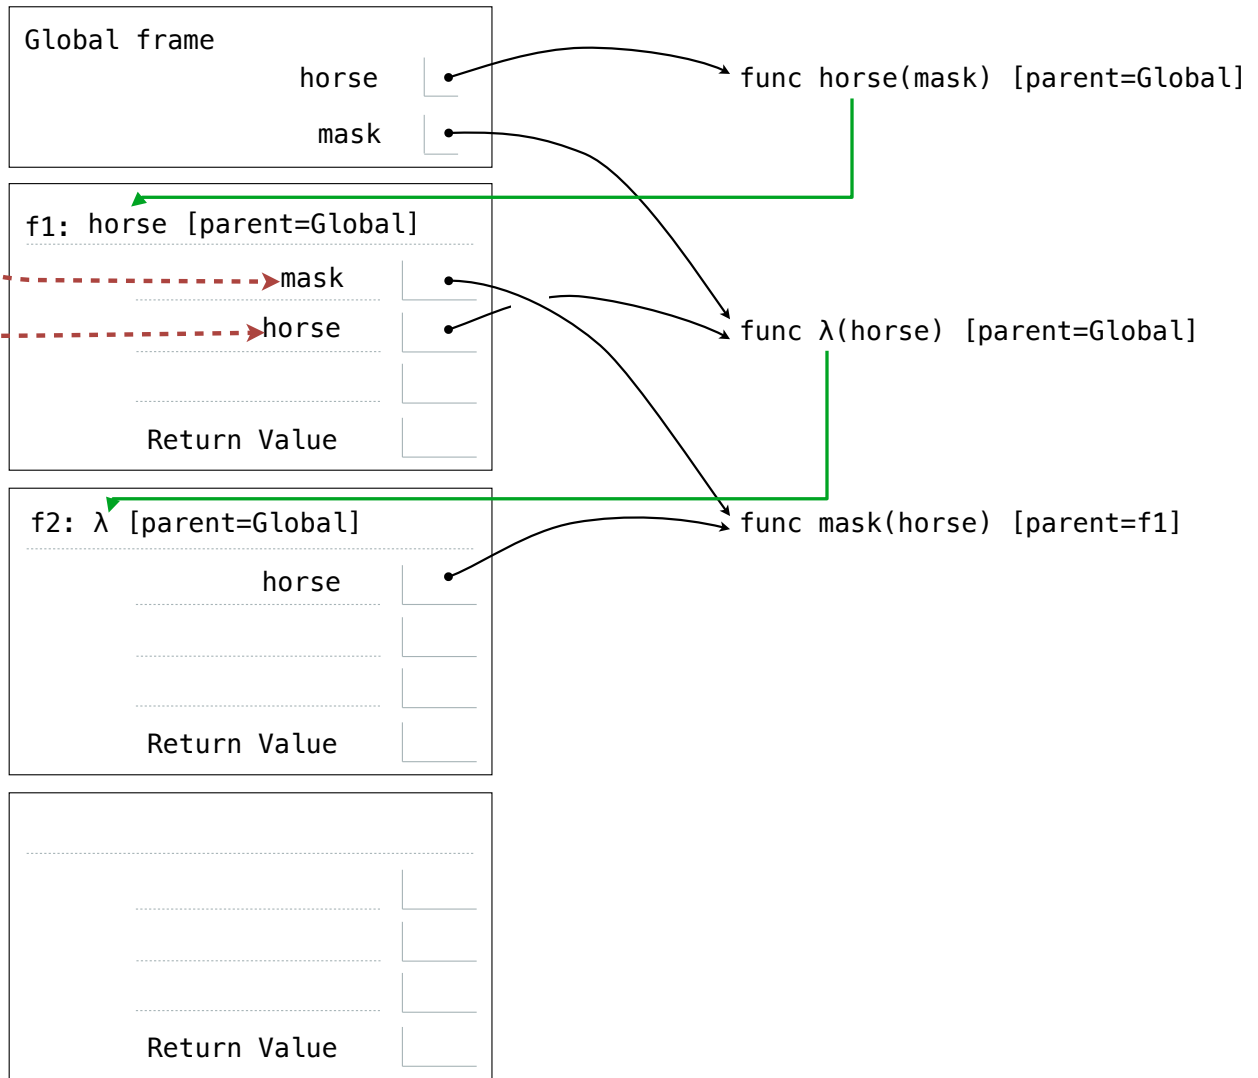 Global frame
horse
func horse(mask) [parent=Global]
mask
f1: horse [parent=Global]
mask
horse
func λ(horse) [parent=Global]
Return Value
f2: λ [parent=Global]
func mask(horse) [parent=f1]
horse
Return Value
Return Value